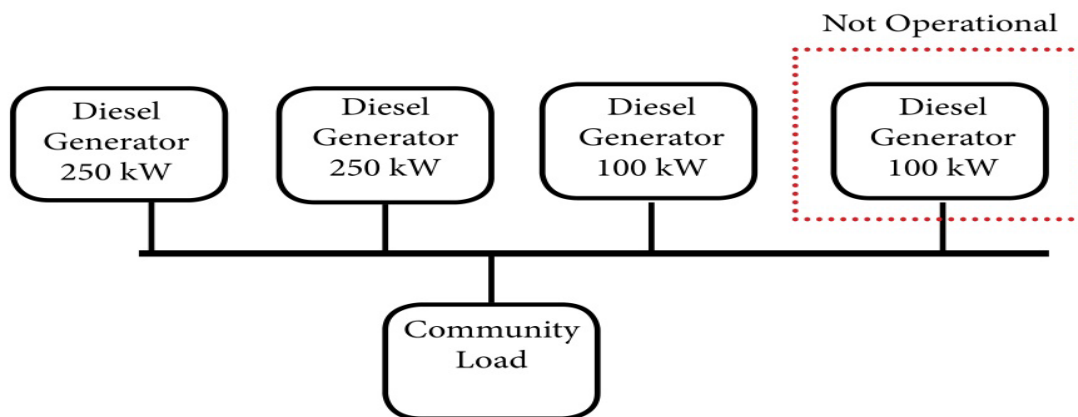 Not Operational
Diesel
Generator
250 kW
Diesel
Generator
250 kW
Diesel
Generator
100 kW
Diesel
Generator
100 kW
Community
Load